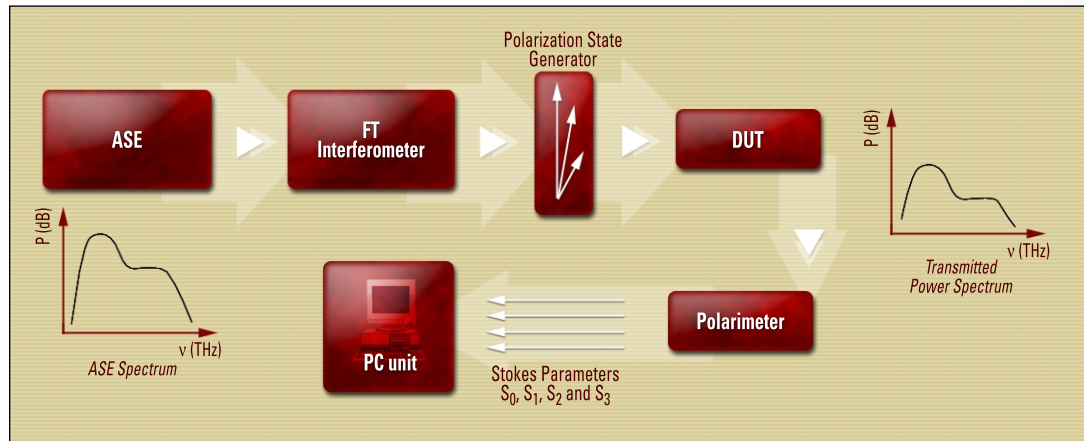 Polarization State
Generator
ASE
FT
Interferometer
DUT
P (dB)
ν (THz)
Transmitted
Power Spectrum
P (dB)
ν (THz)
ASE Spectrum
PC unit
Polarimeter
Stokes Parameters
S0, S1, S2 and S3